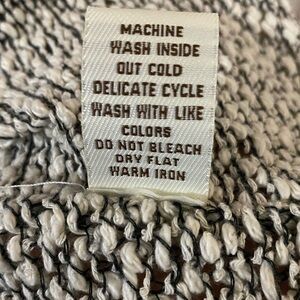 MACHINE
WASH INSIDE
OUT COLD
DELICATE CYCLE
WASH WITH LIKE
COLORS
DO NOT BLEACH
DRY FLAT
WARM IRON